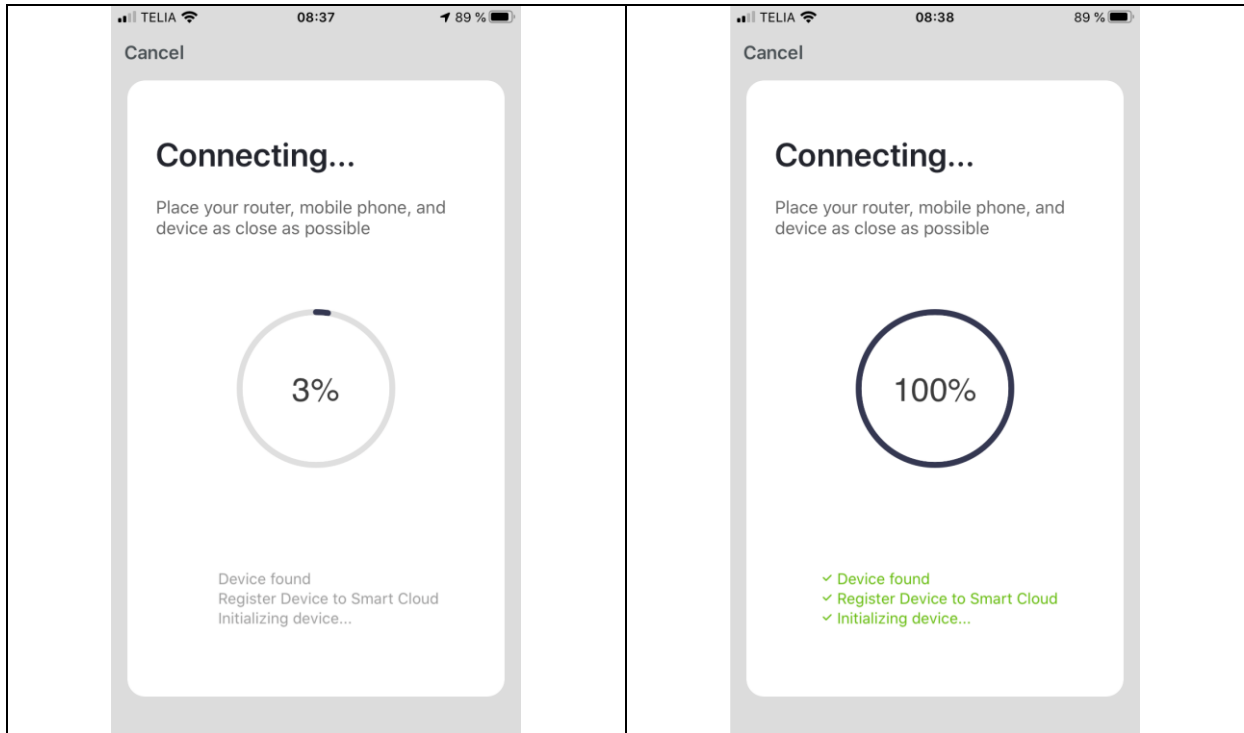 TELIA 08:37 89 %
Cancel
Connecting...
Place your router, mobile phone, and
device as close as possible
3%
Device found
Register Device to Smart Cloud
Initializing device...
TELIA 08:38 89 %
Cancel
Connecting...
Place your router, mobile phone, and
device as close as possible
100%
✓ Device found
✓ Register Device to Smart Cloud
✓ Initializing device...